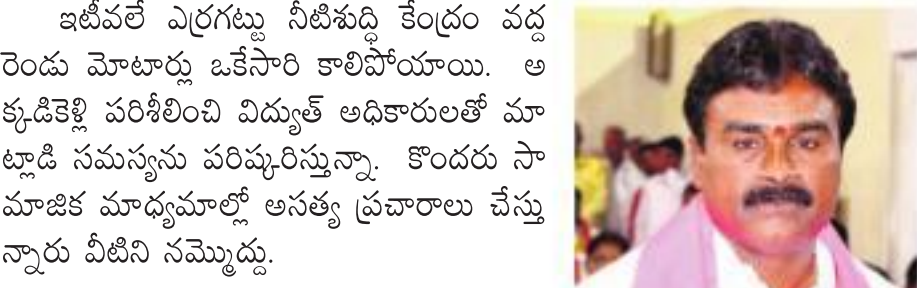 ఇటీవలే ఎర్రగట్టు నీటిశుద్ధి కేంద్రం వద్ద
రెండు మోటార్లు ఒకేసారి కాలిపోయాయి. అ
క్కడికెళ్లి పరిశీలించి విద్యుత్ అధికారులతో మా
ట్లాడి సమస్యను పరిష్కరిస్తున్నా. కొందరు సా
మాజిక మాధ్యమాల్లో అసత్య ప్రచారాలు చేస్తు
న్నారు వీటిని నమ్మొద్దు.